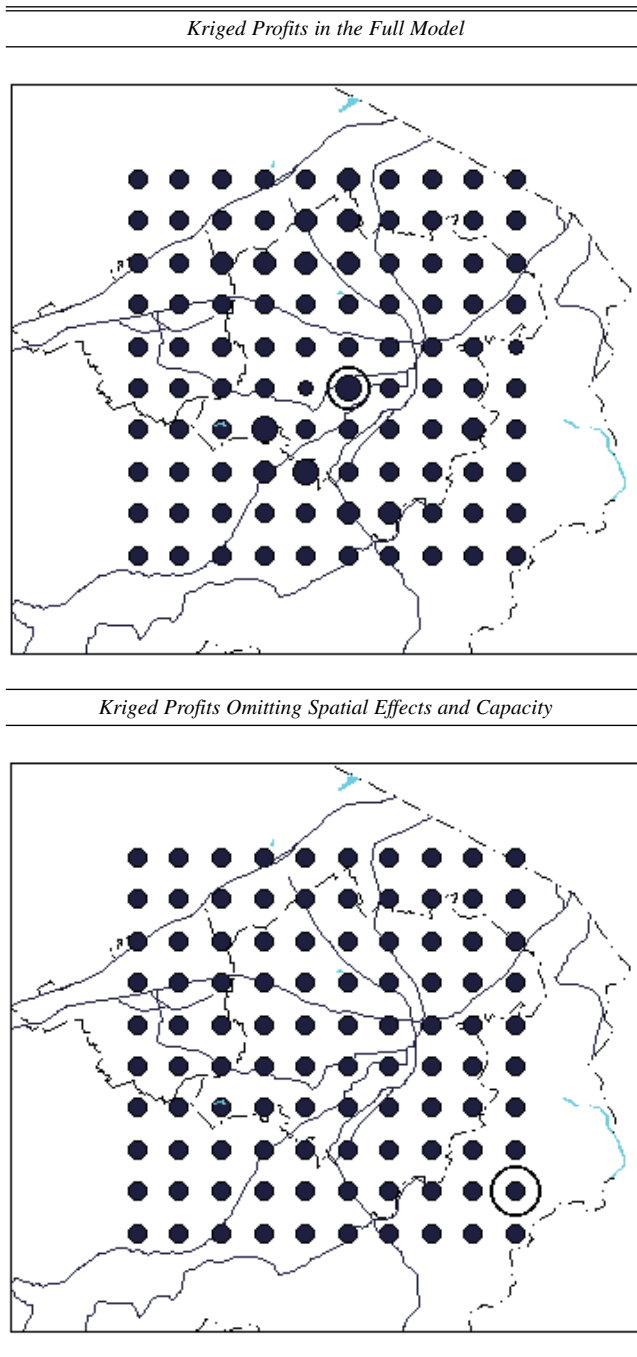 Kriged Profits in the Full Model
Kriged Profits Omitting Spatial Effects and Capacity